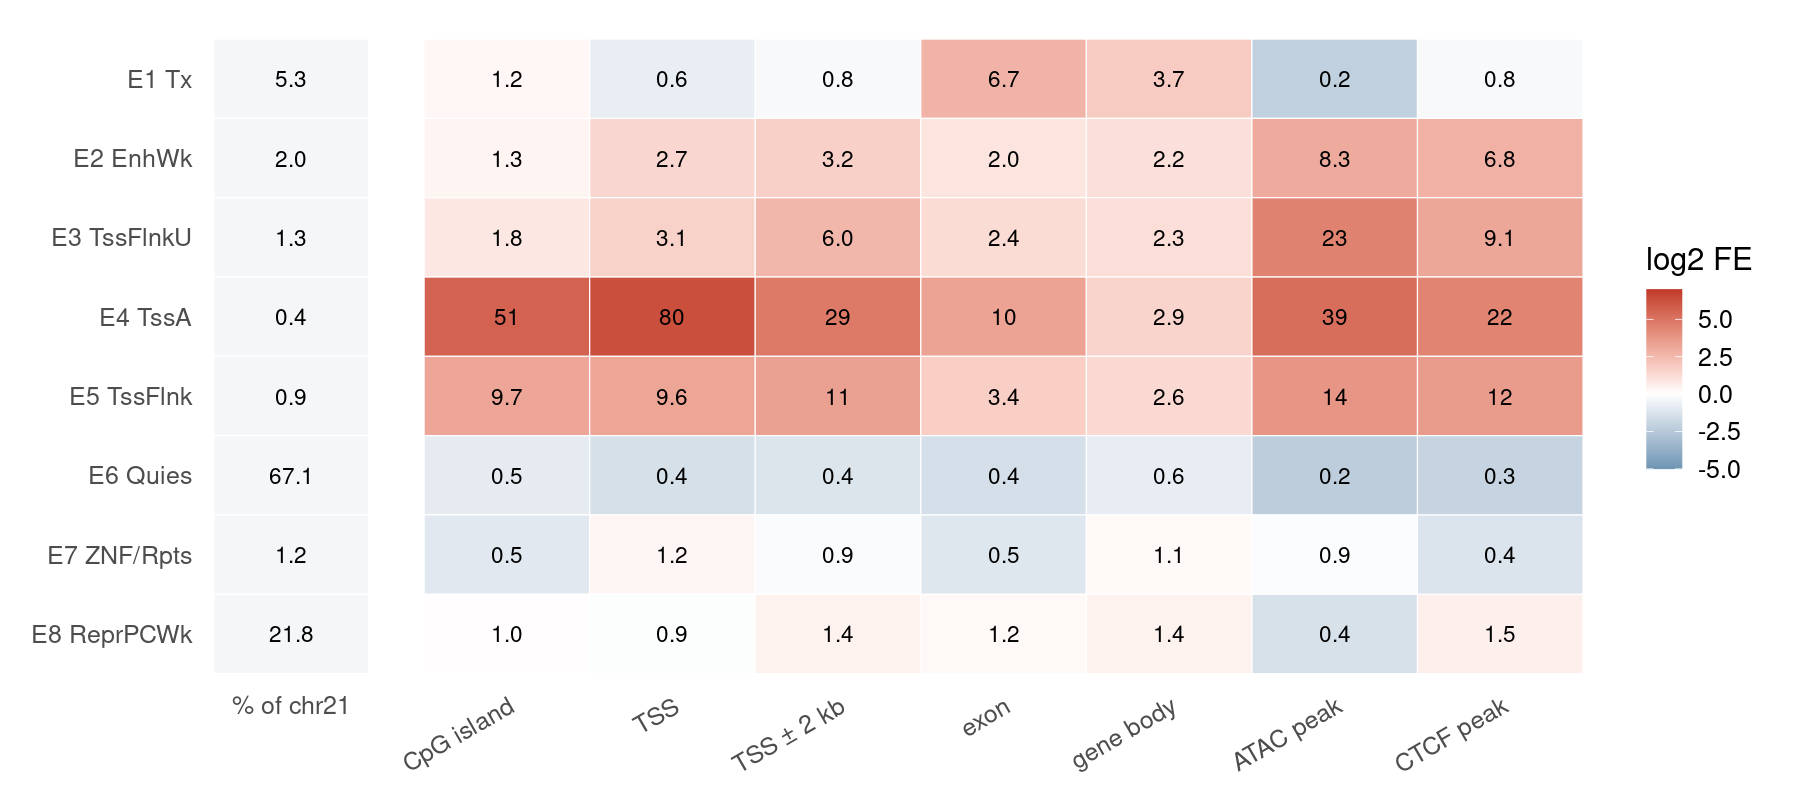 E1 Tx 5.3 1.2 0.6 0.8 6.7 3.7 0.2 0.8
E2 EnhWk 2.0 1.3 2.7 3.2 2.0 2.2 8.3 6.8
E3 TssFlnkU 1.3 1.8 3.1 6.0 2.4 2.3 23 9.1
E4 TssA 0.4 51 80 29 10 2.9 39 22
E5 TssFlnk 0.9 9.7 9.6 11 3.4 2.6 14 12
E6 Quies 67.1 0.5 0.4 0.4 0.4 0.6 0.2 0.3
E7 ZNF/Rpts 1.2 0.5 1.2 0.9 0.5 1.1 0.9 0.4
E8 ReprPCWk 21.8 1.0 0.9 1.4 1.2 1.4 0.4 1.5
% of chr21 CpG island TSS TSS ± 2 kb exon gene body ATAC peak CTCF peak
log2 FE
5.0
2.5
0.0
-2.5
-5.0